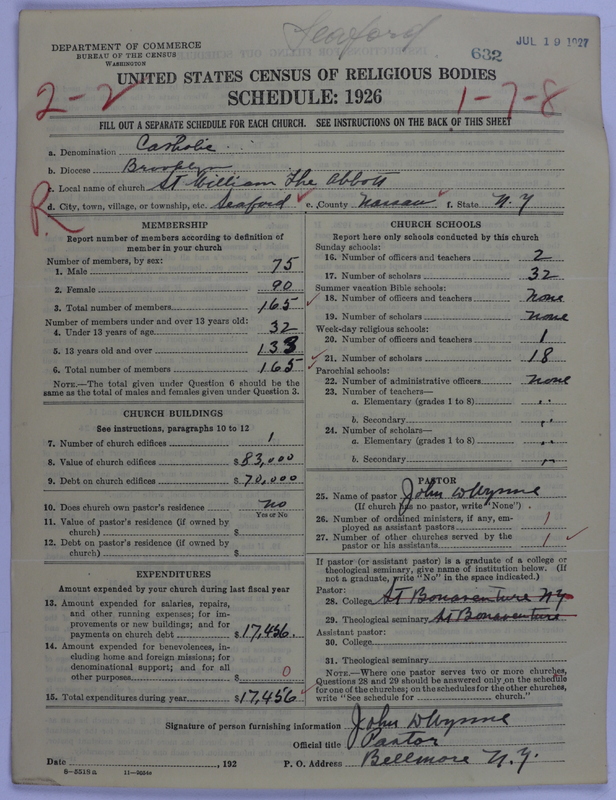 Seaford
DEPARTMENT OF COMMERCE
BUREAU OF THE CENSUS
WASHINGTON
632
JUL 19 1927
UNITED STATES CENSUS OF RELIGIOUS BODIES
SCHEDULE: 1926
2-2
1-7-8
FILL OUT A SEPARATE SCHEDULE FOR EACH CHURCH. SEE INSTRUCTIONS ON THE BACK OF THIS SHEET
a. Denomination Catholic
b. Diocese Brooklyn
c. Local name of church St William The Abbott
d. City, town, village, or township, etc. Seaford e. County Nassau f. State N.Y
R
MEMBERSHIP
Report number of members according to definition of
member in your church
Number of members, by sex:
1. Male 75
2. Female 90
3. Total number of members 165
Number of members under and over 13 years old:
4. Under 13 years of age 32
5. 13 years old and over 133
6. Total number of members 165
NOTE.—The total given under Question 6 should be the
same as the total of males and females given under Question 3.
CHURCH BUILDINGS
See instructions, paragraphs 10 to 12
7. Number of church edifices 1
8. Value of church edifices $83,000
9. Debt on church edifices $70,000
10. Does church own pastor's residence no
Yes or No
11. Value of pastor's residence (if owned by
church) $
12. Debt on pastor's residence (if owned by
church) $
EXPENDITURES
Amount expended by your church during last fiscal year
13. Amount expended for salaries, repairs,
and other running expenses; for im-
provements or new buildings; and for
payments on church debt $17,456.
14. Amount expended for benevolences, in-
cluding home and foreign missions; for
denominational support; and for all
other purposes $ 0
15. Total expenditures during year $17,456
CHURCH SCHOOLS
Report here only schools conducted by this church
Sunday schools:
16. Number of officers and teachers 2
17. Number of scholars 32
Summer vacation Bible schools:
18. Number of officers and teachers none
19. Number of scholars none
Week-day religious schools:
20. Number of officers and teachers 1
21. Number of scholars 18
Parochial schools:
22. Number of administrative officers none
23. Number of teachers—
a. Elementary (grades 1 to 8) "
b. Secondary "
24. Number of scholars—
a. Elementary (grades 1 to 8) "
b. Secondary "
PASTOR
25. Name of pastor John D Wynne
(If church has no pastor, write "None")
26. Number of ordained ministers, if any, em-
ployed as assistant pastors 1
27. Number of other churches served by the
pastor or his assistants 1
If pastor (or assistant pastor) is a graduate of a college or
theological seminary, give name of institution below. (If
not a graduate, write "No" in the space indicated.)
Pastor:
28. College St Bonaventure NY
29. Theological seminary St Bonaventure
Assistant pastor:
30. College
31. Theological seminary
NOTE.—Where one pastor serves two or more churches,
Questions 28 and 29 should be answered only on the schedule
for one of the churches; on the schedules for the other churches,
write "See schedule for church."
Signature of person furnishing information John D Wynne
Official title Pastor
Date , 192 P. O. Address Bellmore N.Y.